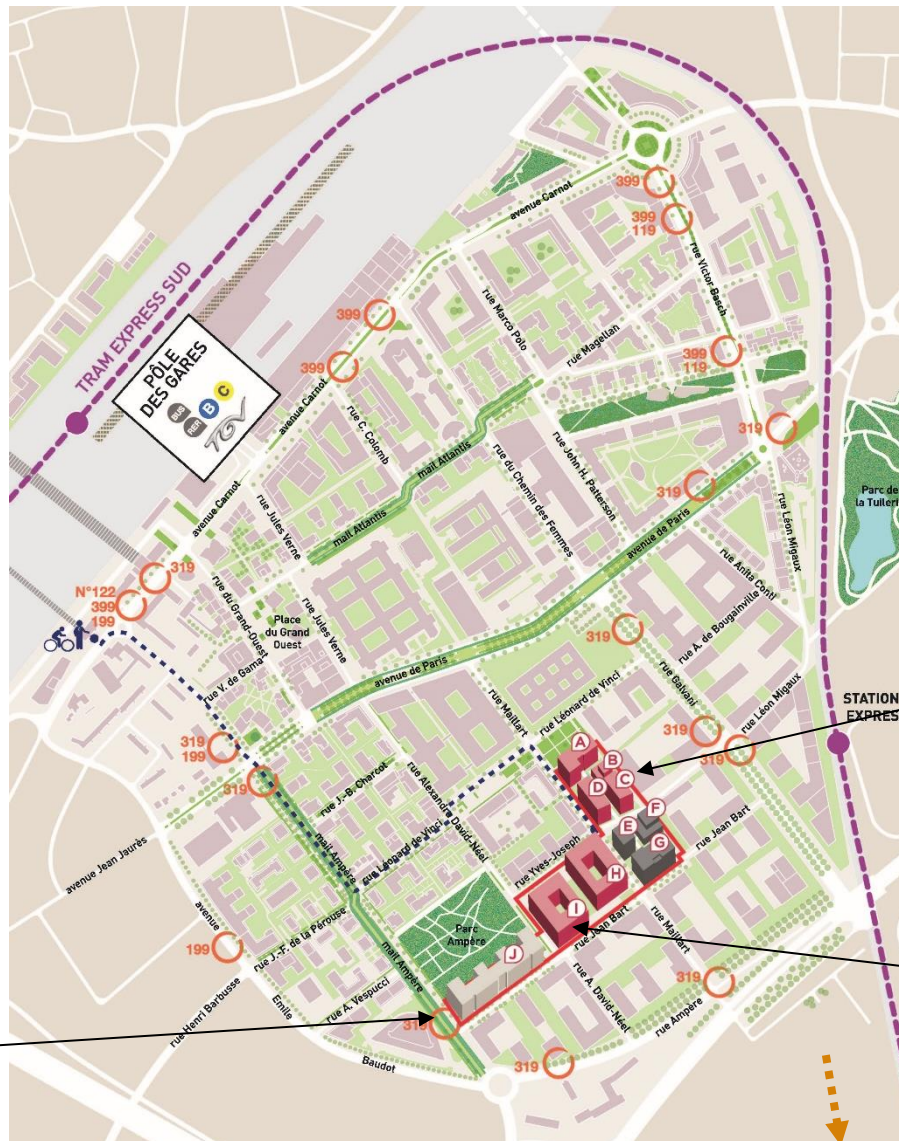 399
avenue Carnot
399
119
TRAM EXPRESS SUD
rue Victor Basch
rue Marco Polo
399
rue Magellan
399
119
PÔLE
DES GARES
BUS
RER B C
TGV
399
avenue Carnot
rue C. Colomb
319
mail Atlantis
rue du Chemin des Femmes
rue John H. Patterson
319
Parc de
la Tuiler
avenue Carnot
rue Jules Verne
mail Atlantis
avenue de Paris
rue Léon Migaux
319
N°122
399
199
rue du Grand-Ouest
Place
du Grand
Ouest
rue Jules Verne
rue Anita Conti
rue A. de Bougainville
319
rue V. de Gama
avenue de Paris
rue Galvani
rue Maillart
rue Léonard de Vinci
rue Léon Migaux
STATION
EXPRES
319
199
319
319
319
A
B
C
D
rue J.-B. Charcot
rue Alexandra David-Néel
F
E
G
rue Jean Bart
mail Ampère
rue Léonard de Vinci
rue Yves-Joseph
H
avenue Jean Jaurès
avenue
I
rue Jean Bart
rue Maillart
199
rue J.-F. de la Pérouse
Parc
Ampère
J
mail Ampère
rue A. David-Néel
319
rue Henri Barbusse
Emile
rue A. Vespucci
319
rue Ampère
Baudot
319